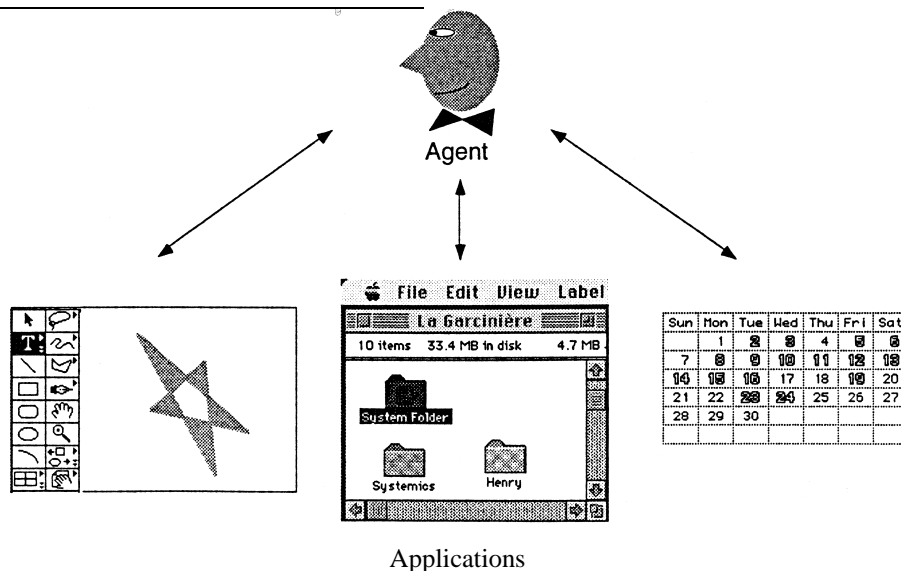 Agent
File Edit View Label
La Garcinière
10 items 33.4 MB in disk 4.7 MB
System Folder
Systemics Henry
Sun Mon Tue Wed Thu Fri Sat
1 2 3 4 5 6
7 8 9 10 11 12 13
14 15 16 17 18 19 20
21 22 23 24 25 26 27
28 29 30
T
Applications